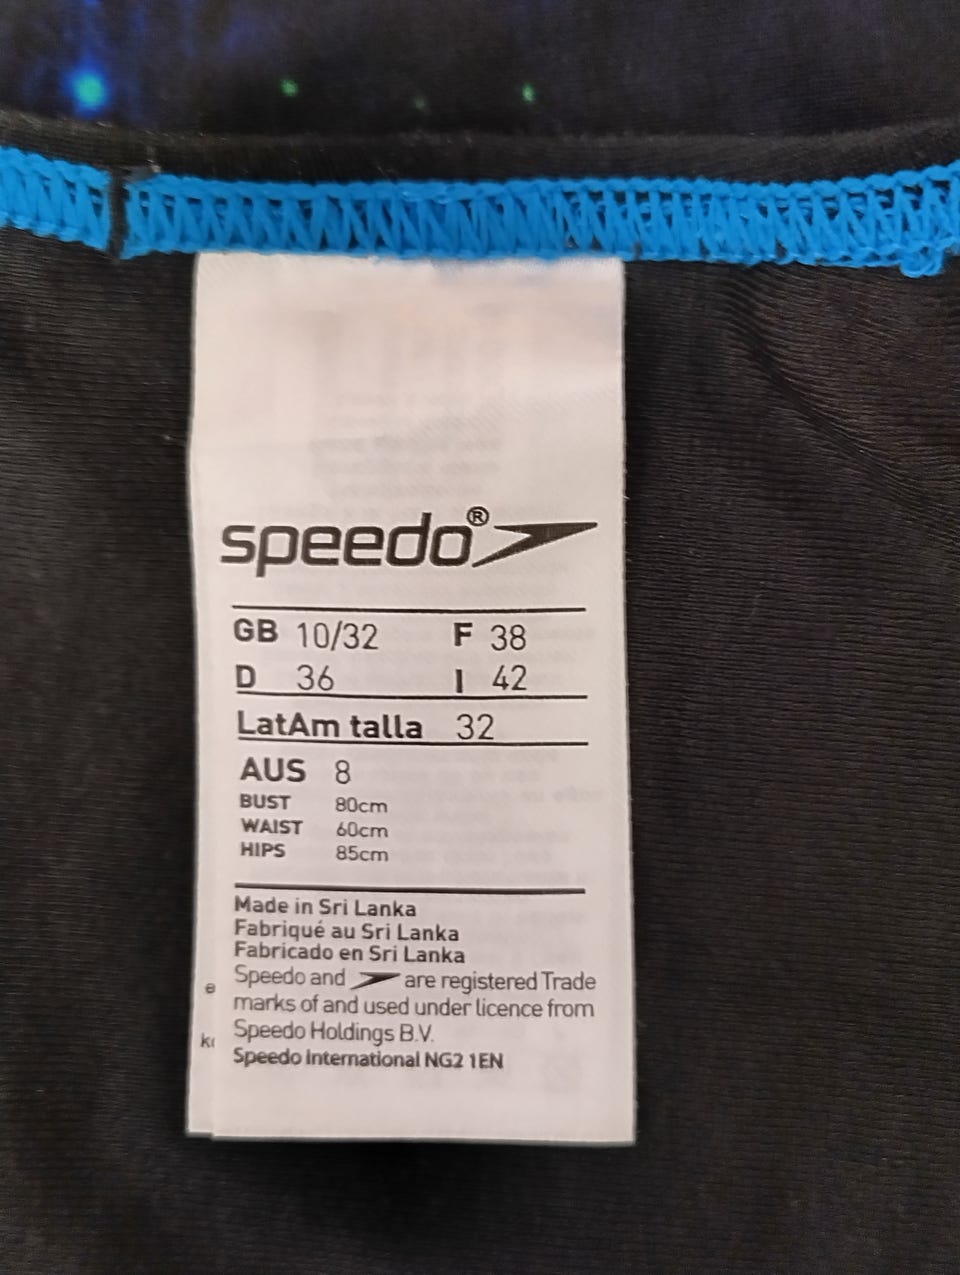 speedo®
GB 10/32 F 38
D 36 I 42
LatAm talla 32
AUS 8
BUST 80cm
WAIST 60cm
HIPS 85cm
Made in Sri Lanka
Fabriqué au Sri Lanka
Fabricado en Sri Lanka
Speedo and are registered Trade
marks of and used under licence from
Speedo Holdings B.V.
Speedo International NG2 1EN